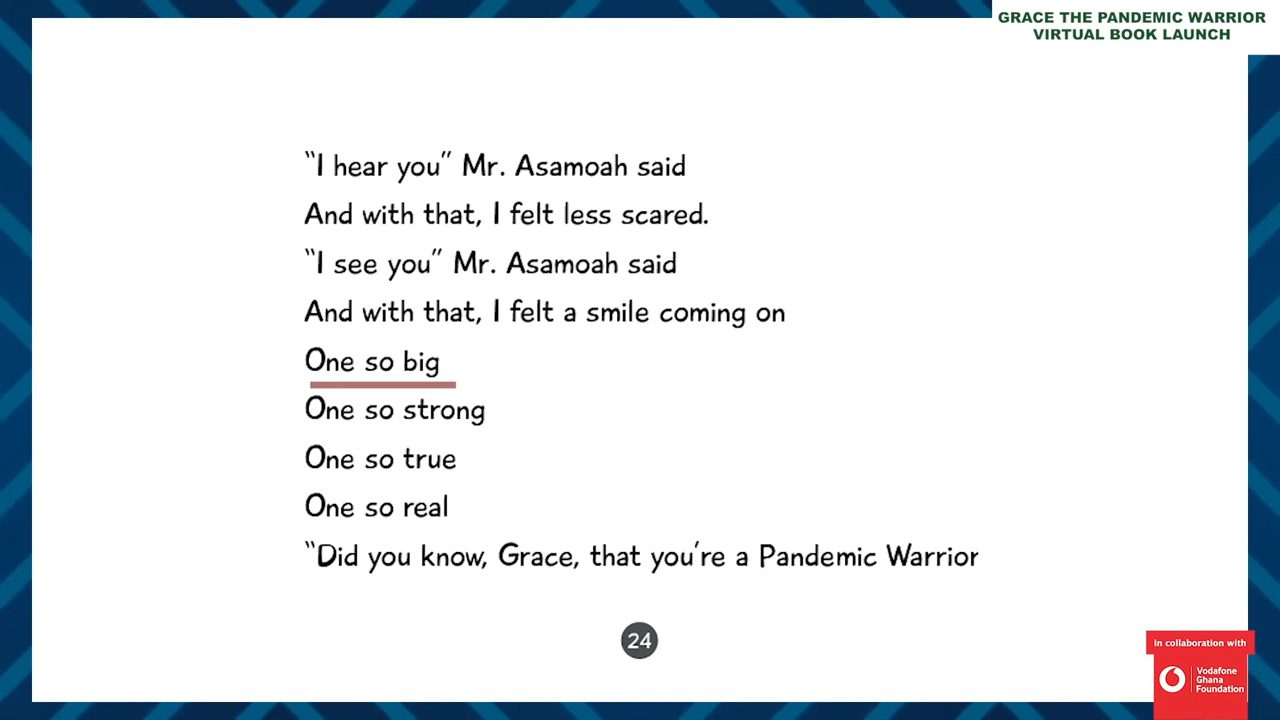 GRACE THE PANDEMIC WARRIOR
VIRTUAL BOOK LAUNCH
“I hear you” Mr. Asamoah said
And with that, I felt less scared.
“I see you” Mr. Asamoah said
And with that, I felt a smile coming on
One so big
One so strong
One so true
One so real
“Did you know, Grace, that you’re a Pandemic Warrior
24
in collaboration with
Vodafone
Ghana
Foundation